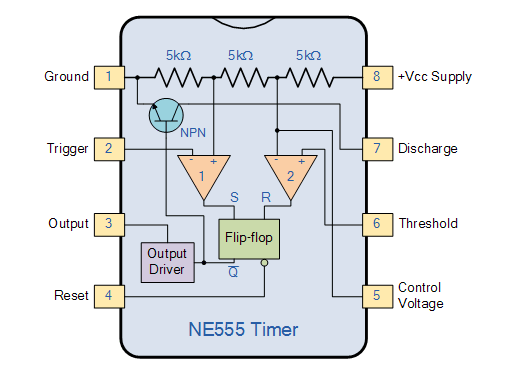 5kΩ 5kΩ 5kΩ
Ground 1 8 +Vcc Supply
NPN
Trigger 2 - + - + 7 Discharge
1 2
S R
Output 3 6 Threshold
Flip-flop
Output
Driver
Q̅
Reset 4 5 Control
Voltage
NE555 Timer